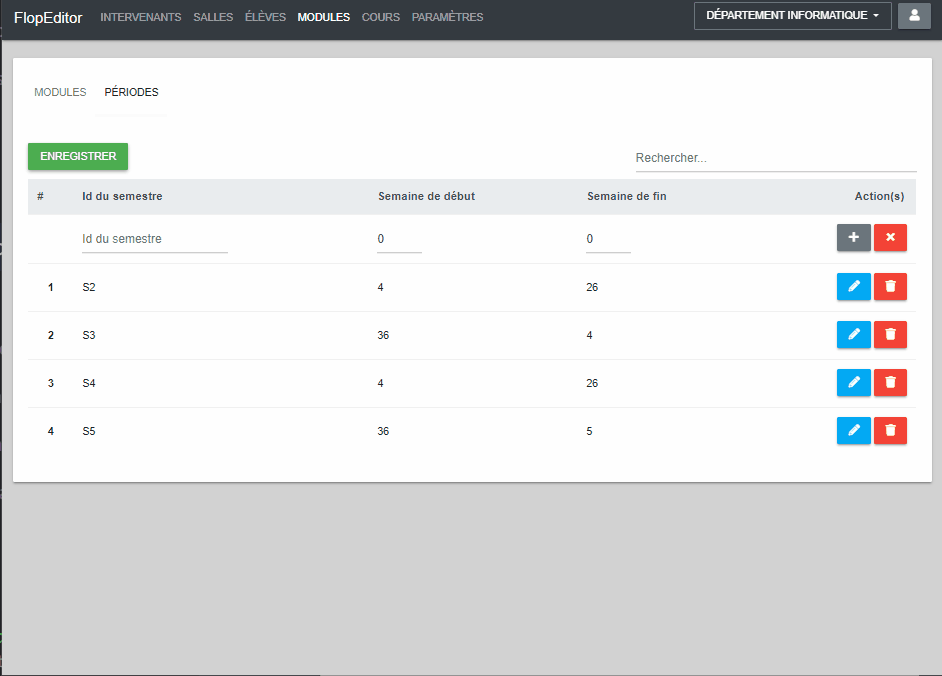 FlopEditor INTERVENANTS SALLES ÉLÈVES MODULES COURS PARAMÈTRES DÉPARTEMENT INFORMATIQUE
MODULES PÉRIODES
ENREGISTRER Rechercher...
# Id du semestre Semaine de début Semaine de fin Action(s)
Id du semestre 0 0
1 S2 4 26
2 S3 36 4
3 S4 4 26
4 S5 36 5